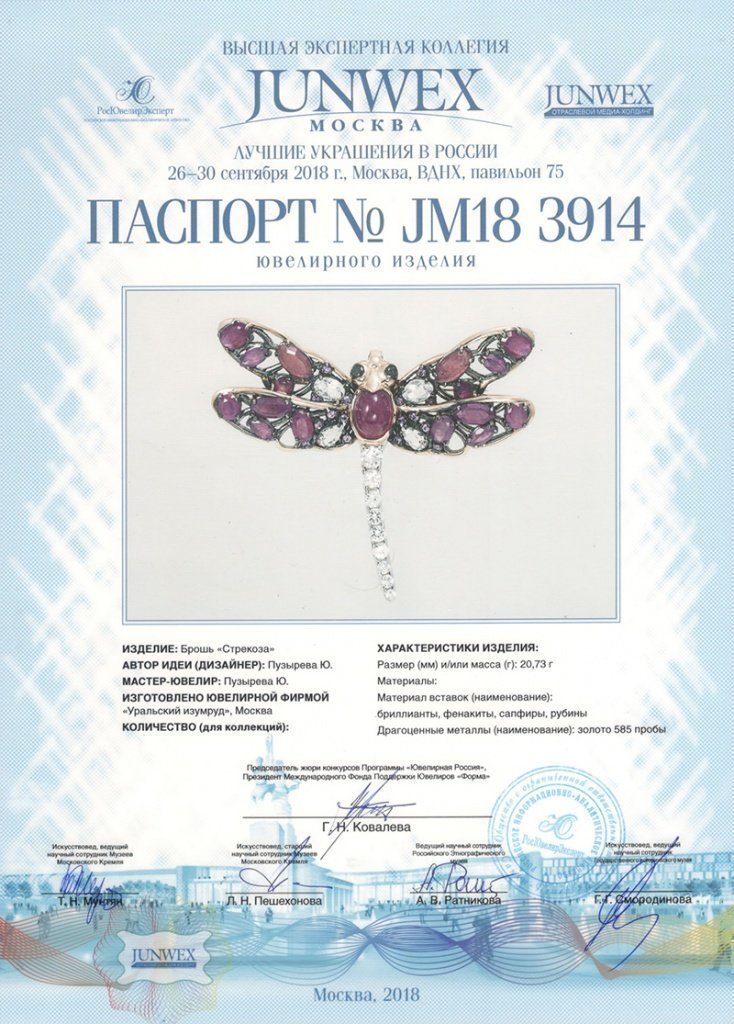 ВЫСШАЯ ЭКСПЕРТНАЯ КОЛЛЕГИЯ
JUNWEX
МОСКВА
РосЮвелирЭксперт
JUNWEX
ОТРАСЛЕВОЙ МЕДИА-ХОЛДИНГ
ЛУЧШИЕ УКРАШЕНИЯ В РОССИИ
26–30 сентября 2018 г., Москва, ВДНХ, павильон 75
ПАСПОРТ № JM18 3914
ювелирного изделия
ИЗДЕЛИЕ: Брошь «Стрекоза»
АВТОР ИДЕИ (ДИЗАЙНЕР): Пузырева Ю.
МАСТЕР-ЮВЕЛИР: Пузырева Ю.
ИЗГОТОВЛЕНО ЮВЕЛИРНОЙ ФИРМОЙ
«Уральский изумруд», Москва
КОЛИЧЕСТВО (для коллекций):
ХАРАКТЕРИСТИКИ ИЗДЕЛИЯ:
Размер (мм) и/или масса (г): 20,73 г
Материалы:
Материал вставок (наименование):
бриллианты, фенакиты, сапфиры, рубины
Драгоценные металлы (наименование): золото 585 пробы
Председатель жюри конкурсов Программы «Ювелирная Россия»,
Президент Международного Фонда Поддержки Ювелиров «Форма»
Г. Н. Ковалева
Искусствовед, ведущий
научный сотрудник Музеев
Московского Кремля
Т. Н. Мунтян
Искусствовед, старший
научный сотрудник Музеев
Московского Кремля
Л. Н. Пешехонова
Ведущий научный сотрудник
Российского Этнографического
музея
А. В. Ратникова
Искусствовед, ведущий
научный сотрудник
Государственного исторического музея
Г. Г. Смородинова
РосЮвелирЭксперт
JUNWEX
Москва, 2018